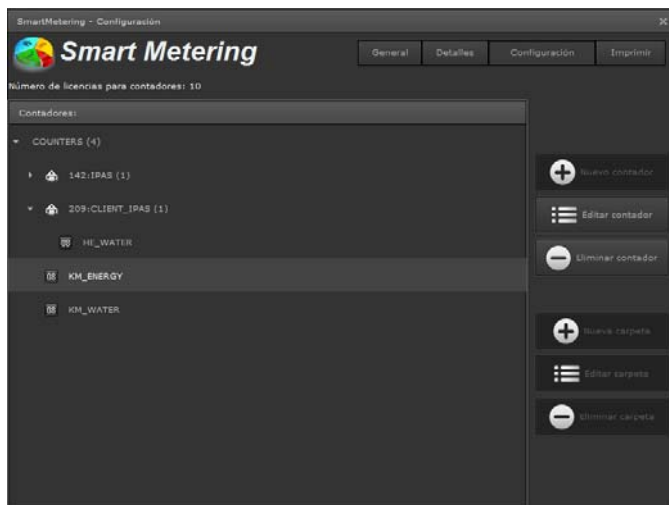 SmartMetering - Configuración
Smart Metering
General
Detalles
Configuración
Imprimir
Número de licencias para contadores: 10
Contadores:
COUNTERS (4)
142:IPAS (1)
209:CLIENT_IPAS (1)
HE_WATER
KM_ENERGY
KM_WATER
Nuevo contador
Editar contador
Eliminar contador
Nueva carpeta
Editar carpeta
Eliminar carpeta